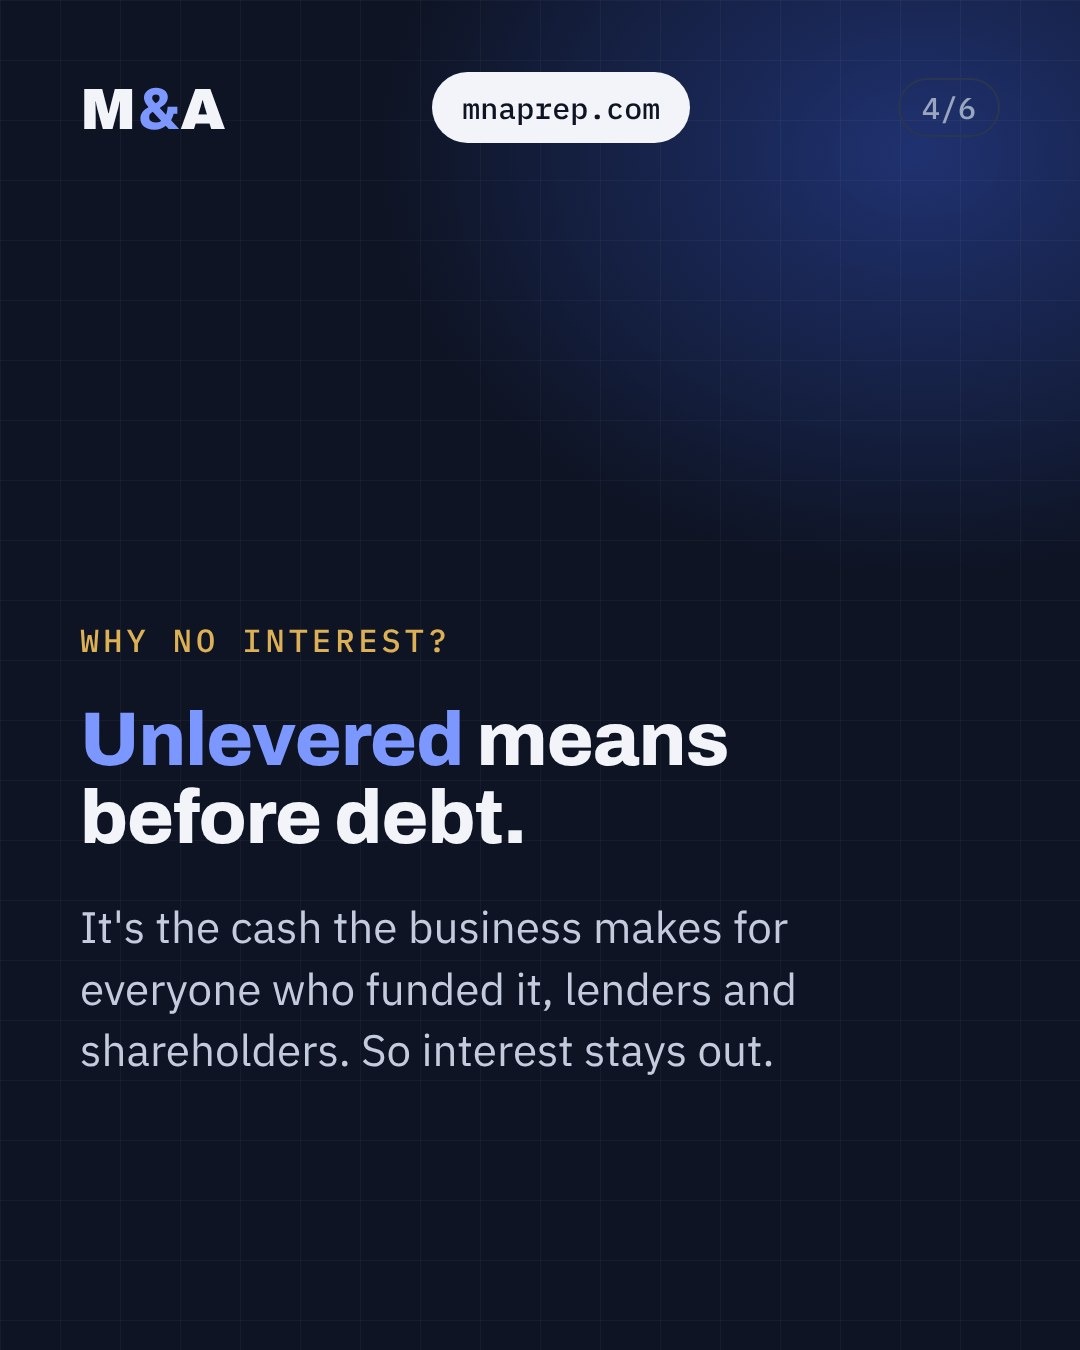 M&A
mnaprep.com
4/6
WHY NO INTEREST?
Unlevered means
before debt.
It's the cash the business makes for
everyone who funded it, lenders and
shareholders. So interest stays out.